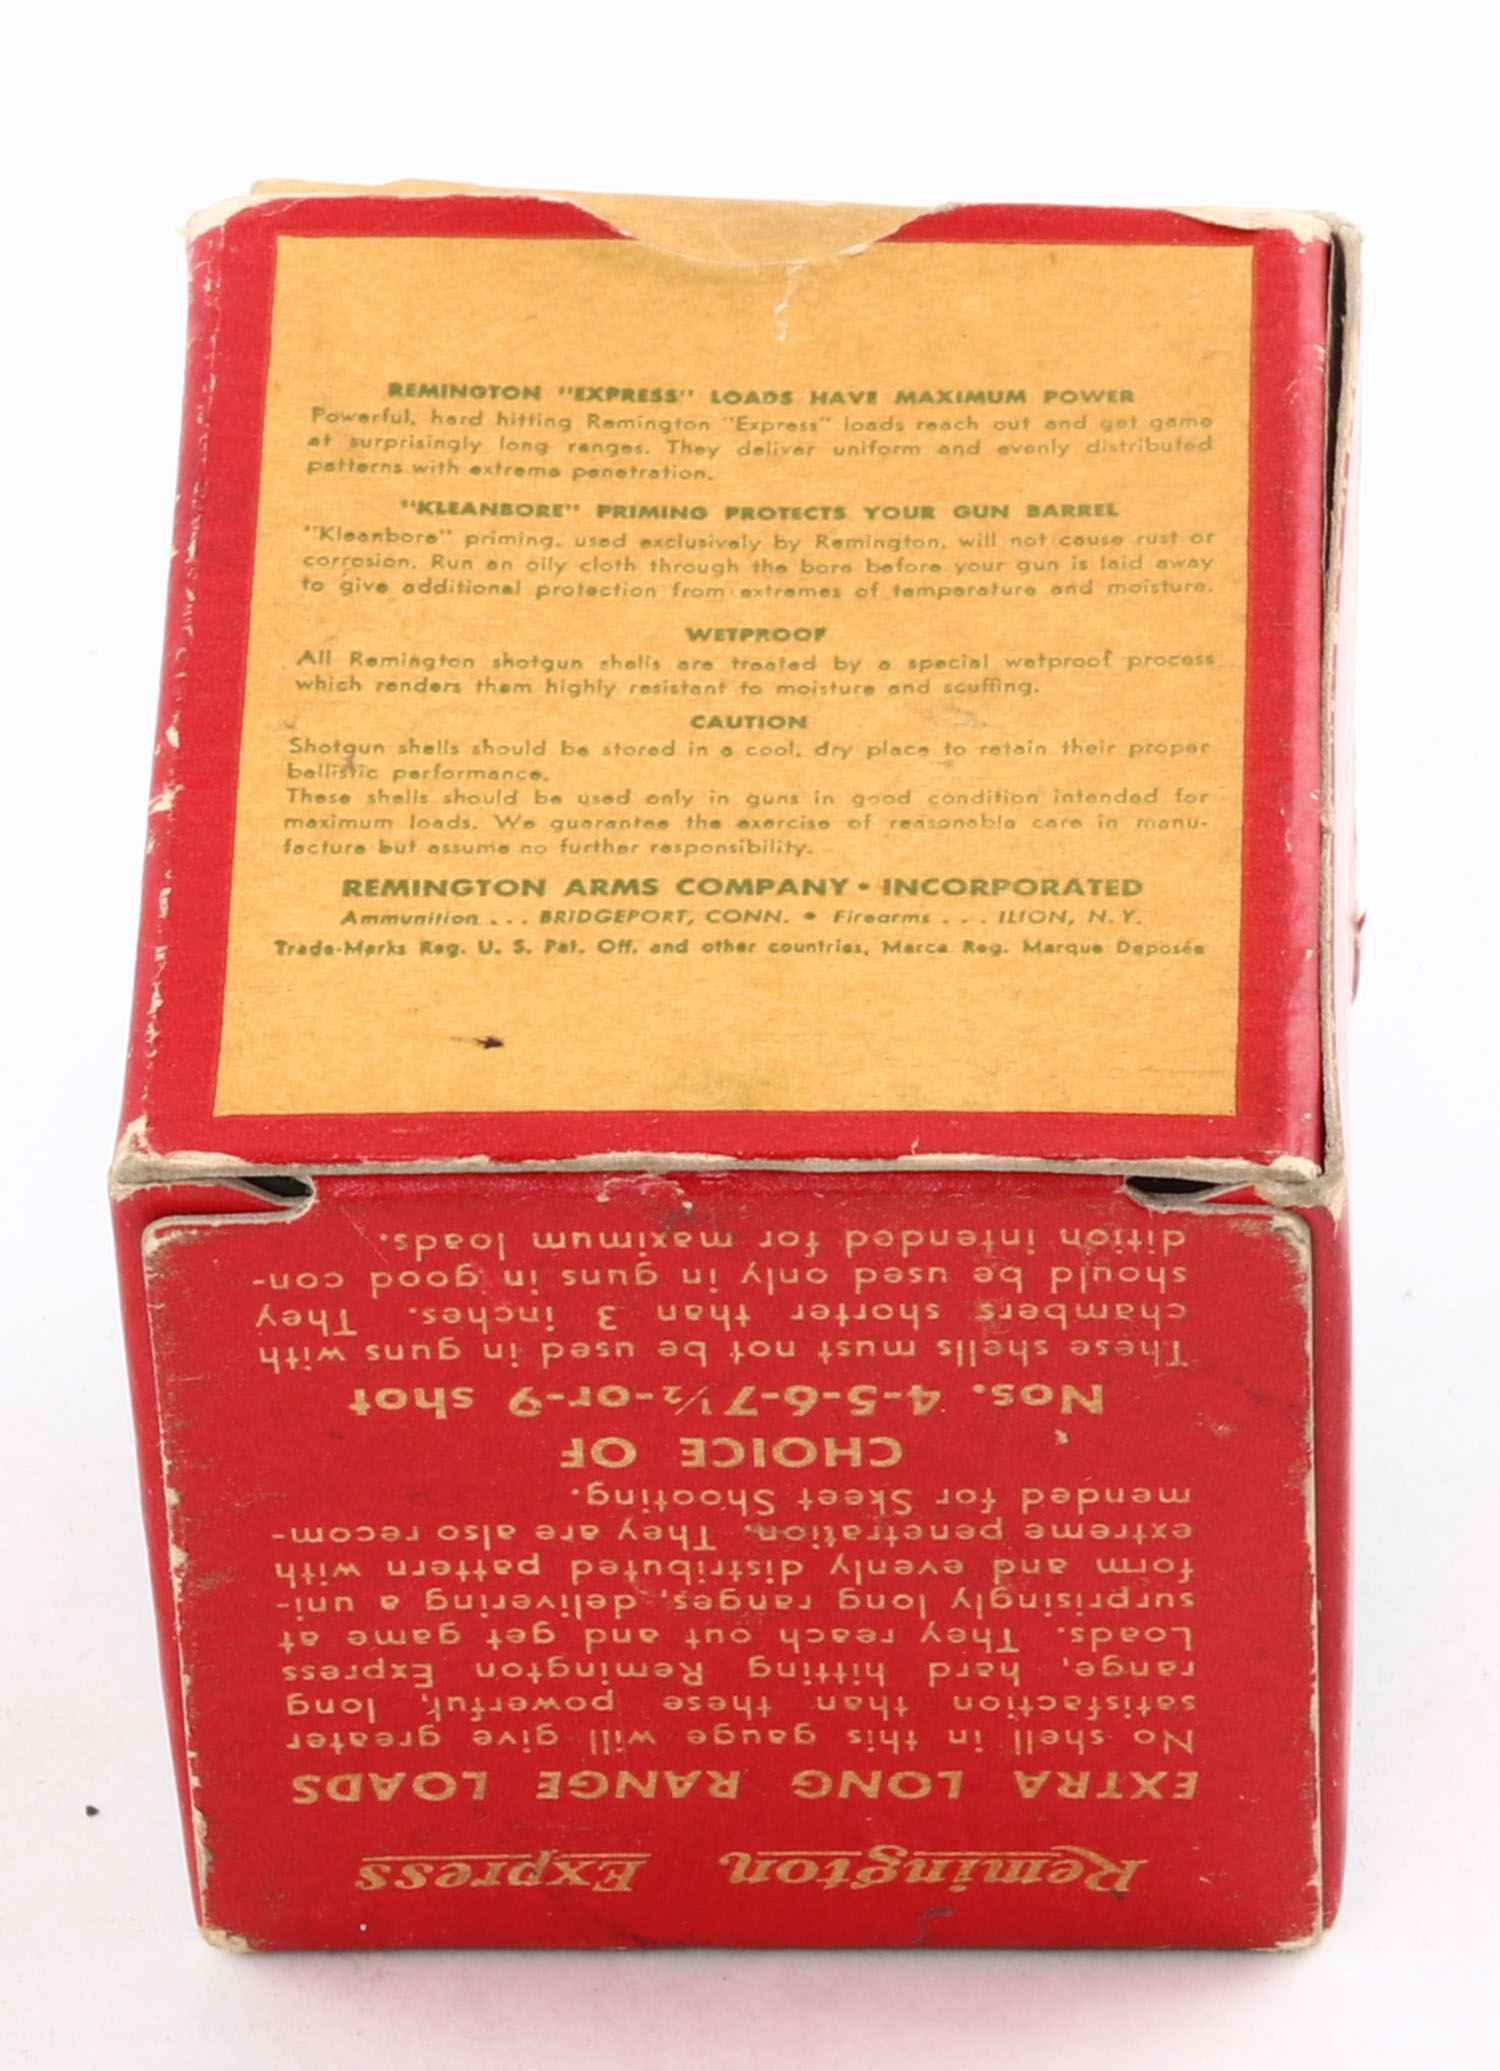 REMINGTON "EXPRESS" LOADS HAVE MAXIMUM POWER
Powerful, hard hitting Remington "Express" loads reach out and get game
at surprisingly long ranges. They deliver uniform and evenly distributed
patterns with extreme penetration.
"KLEANBORE" PRIMING PROTECTS YOUR GUN BARREL
"Kleanbore" priming, used exclusively by Remington, will not cause rust or
corrosion. Run an oily cloth through the bore before your gun is laid away
to give additional protection from extremes of temperature and moisture.
WETPROOF
All Remington shotgun shells are treated by a special wetproof process
which renders them highly resistant to moisture and scuffing.
CAUTION
Shotgun shells should be stored in a cool, dry place to retain their proper
ballistic performance.
These shells should be used only in guns in good condition intended for
maximum loads. We guarantee the exercise of reasonable care in manu-
facture but assume no further responsibility.
REMINGTON ARMS COMPANY • INCORPORATED
Ammunition ... BRIDGEPORT, CONN. • Firearms ... ILION, N.Y.
Trade-Marks Reg. U. S. Pat. Off. and other countries, Marca Reg. Marque Deposée
Remington Express
EXTRA LONG RANGE LOADS
No shell in this gauge will give greater
satisfaction than these powerful, long
range, hard hitting Remington Express
Loads. They reach out and get game at
surprisingly long ranges, delivering a uni-
form and evenly distributed pattern with
extreme penetration. They are also recom-
mended for Skeet Shooting.
CHOICE OF
Nos. 4-5-6-7½-or-9 shot
These shells must not be used in guns with
chambers shorter than 3 inches. They
should be used only in guns in good con-
dition intended for maximum loads.